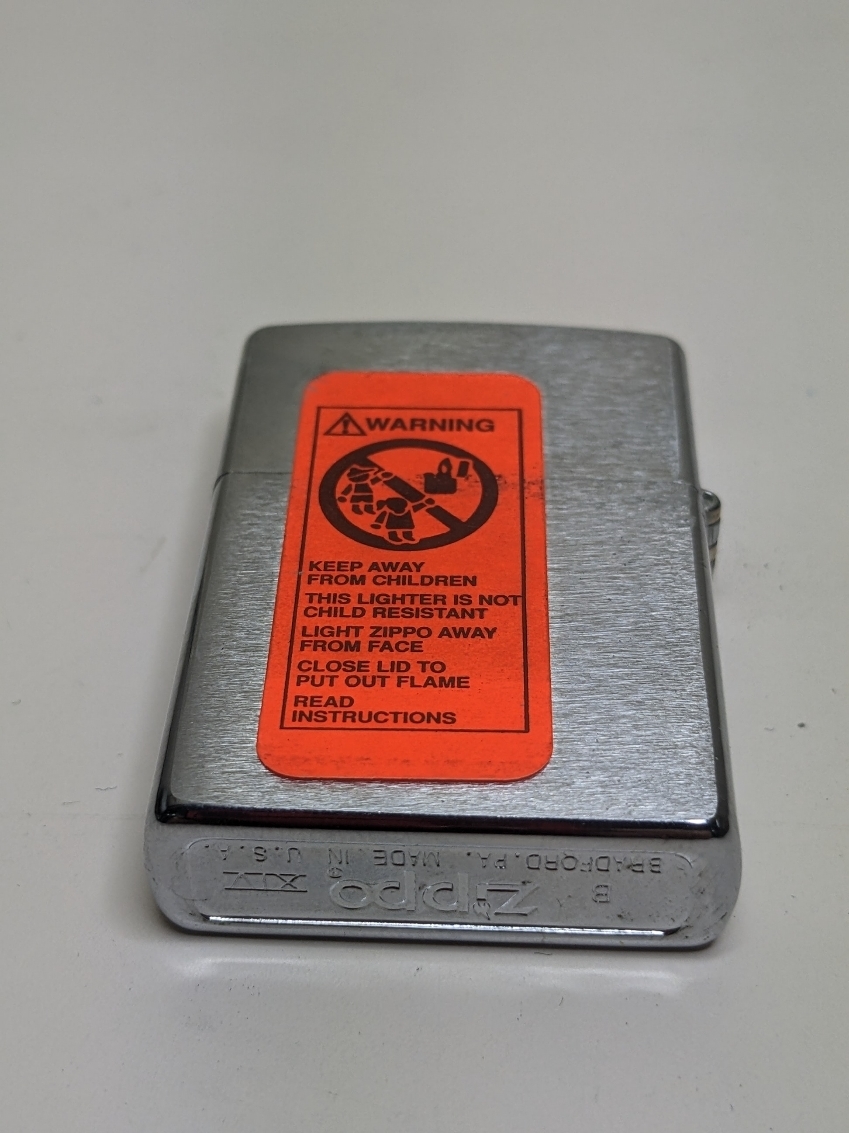 WARNING
KEEP AWAY
FROM CHILDREN
THIS LIGHTER IS NOT
CHILD RESISTANT
LIGHT ZIPPO AWAY
FROM FACE
CLOSE LID TO
PUT OUT FLAME
READ
INSTRUCTIONS
B Zippo® XIV
BRADFORD.PA. MADE IN U.S.A.